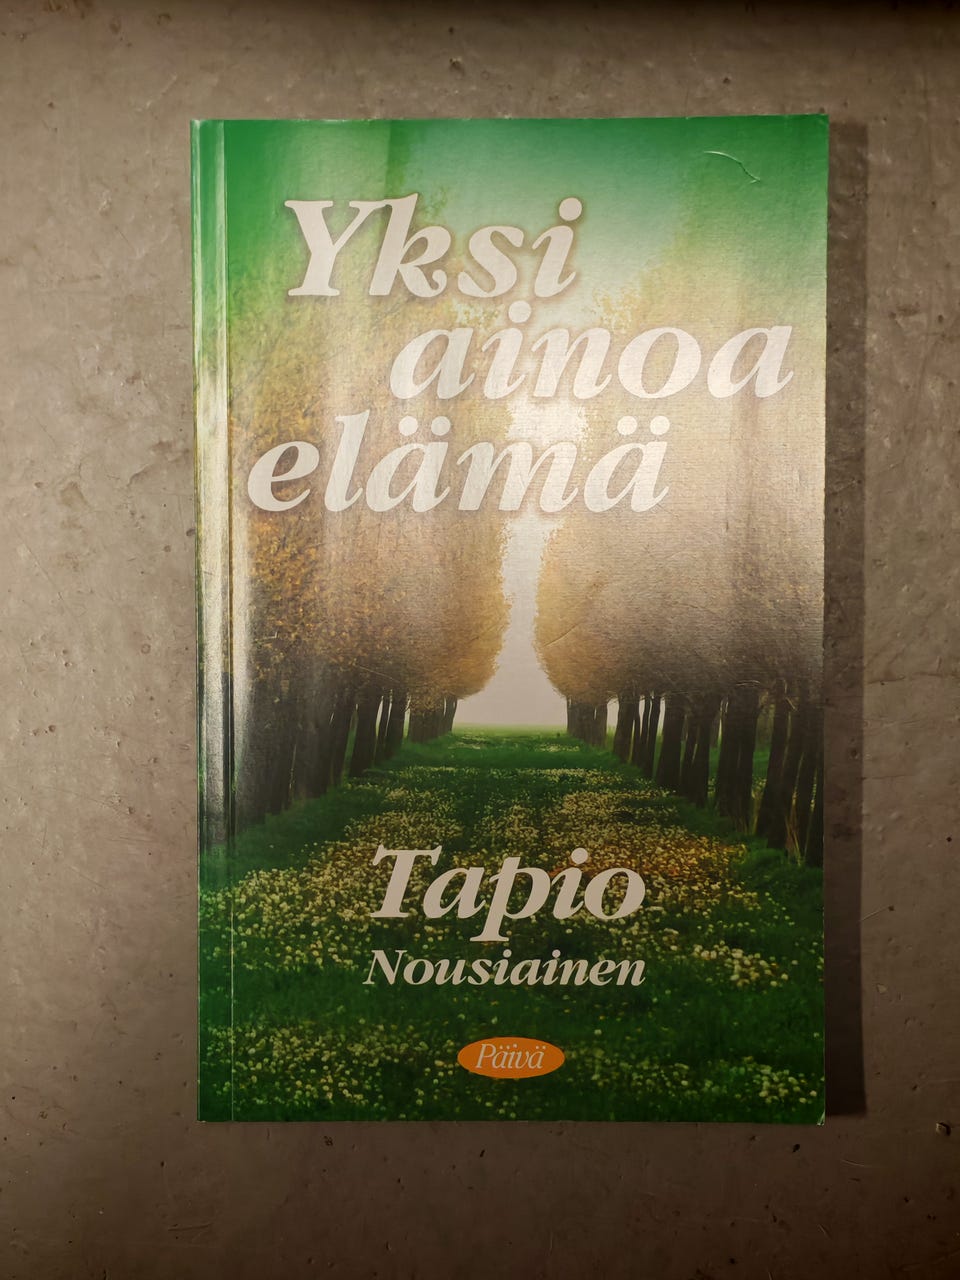 Yksi
ainoa
elämä
Tapio
Nousiainen
Päivä